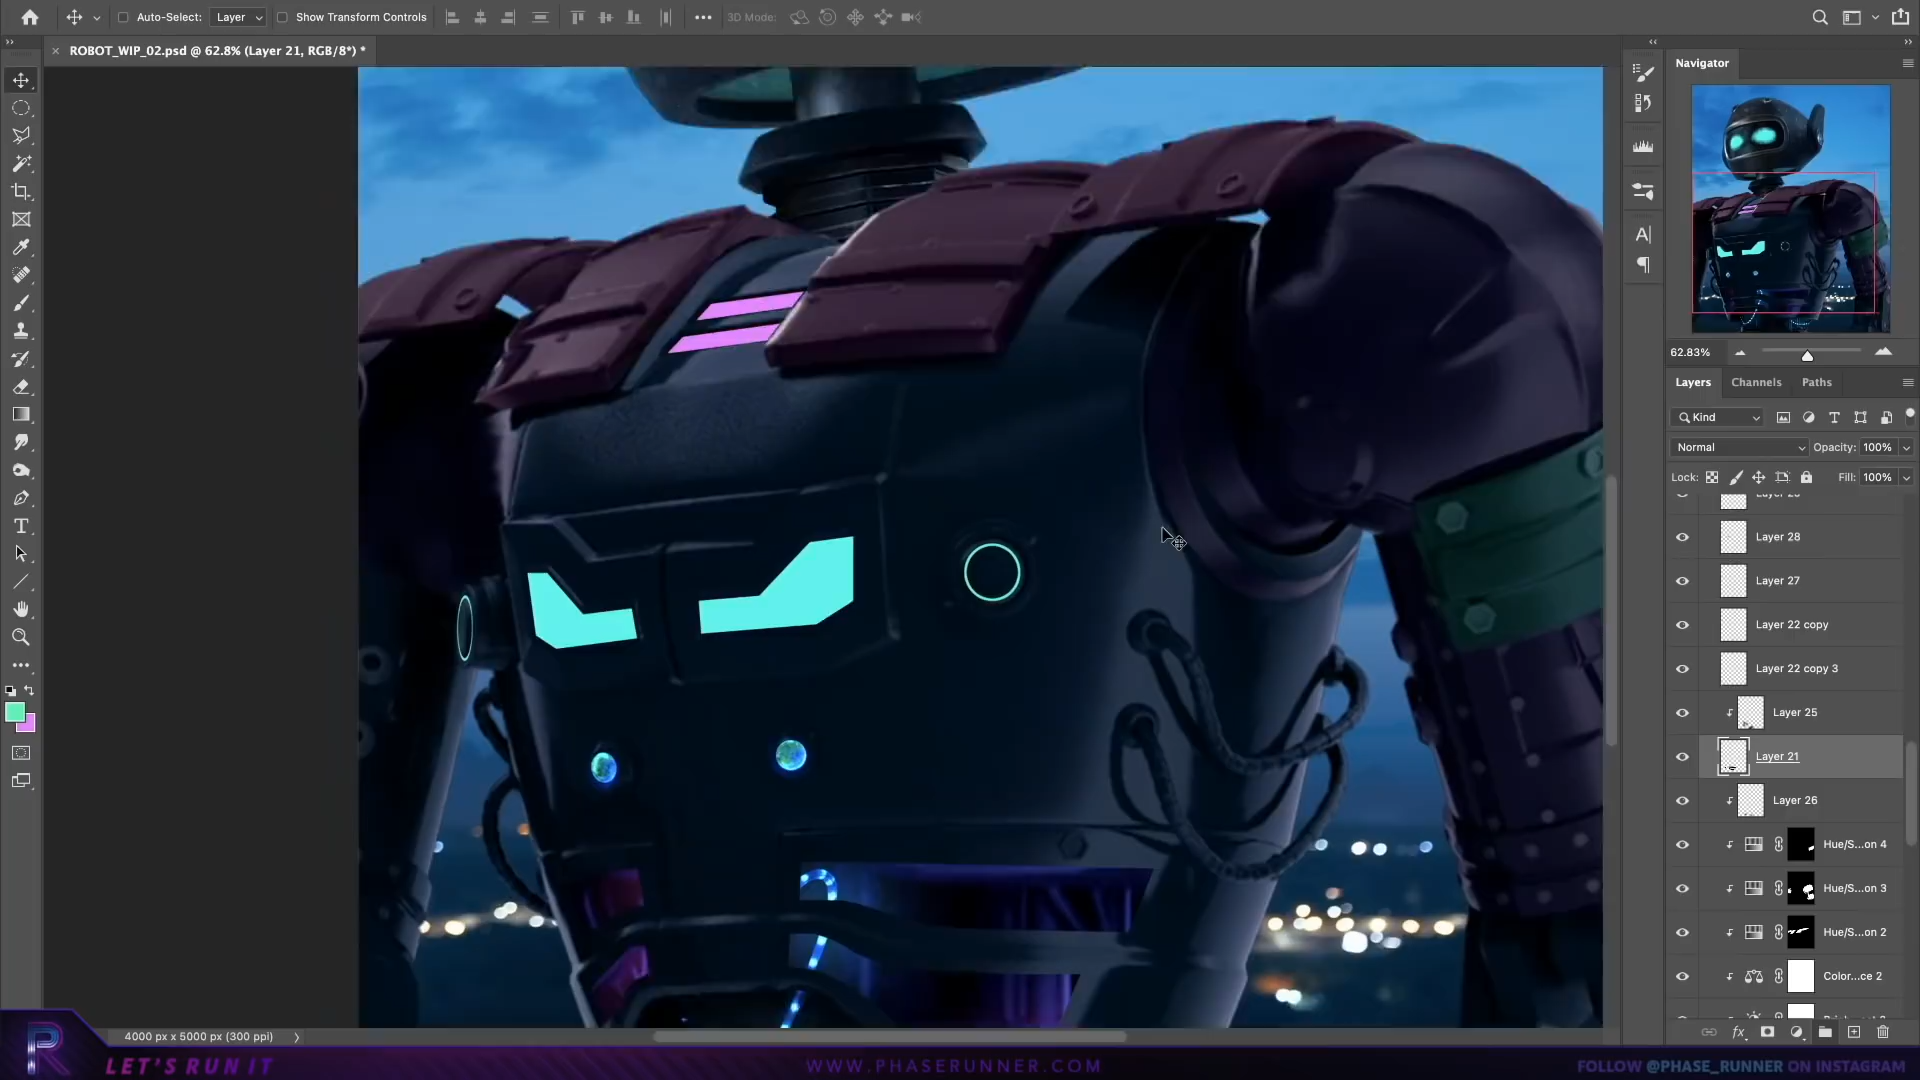 Auto-Select: Layer Show Transform Controls 3D Mode:
ROBOT_WIP_02.psd @ 62.8% (Layer 21, RGB/8*) *
Navigator
62.83%
Layers Channels Paths
Kind
Normal Opacity: 100%
Lock: Fill: 100%
Layer 28
Layer 27
Layer 22 copy
Layer 22 copy 3
Layer 25
Layer 21
Layer 26
Hue/S...on 4
Hue/S...on 3
Hue/S...on 2
Color...ce 2
4000 px x 5000 px (300 ppi)
LET'S RUN IT
WWW.PHASERUNNER.COM
FOLLOW @PHASE_RUNNER ON INSTAGRAM